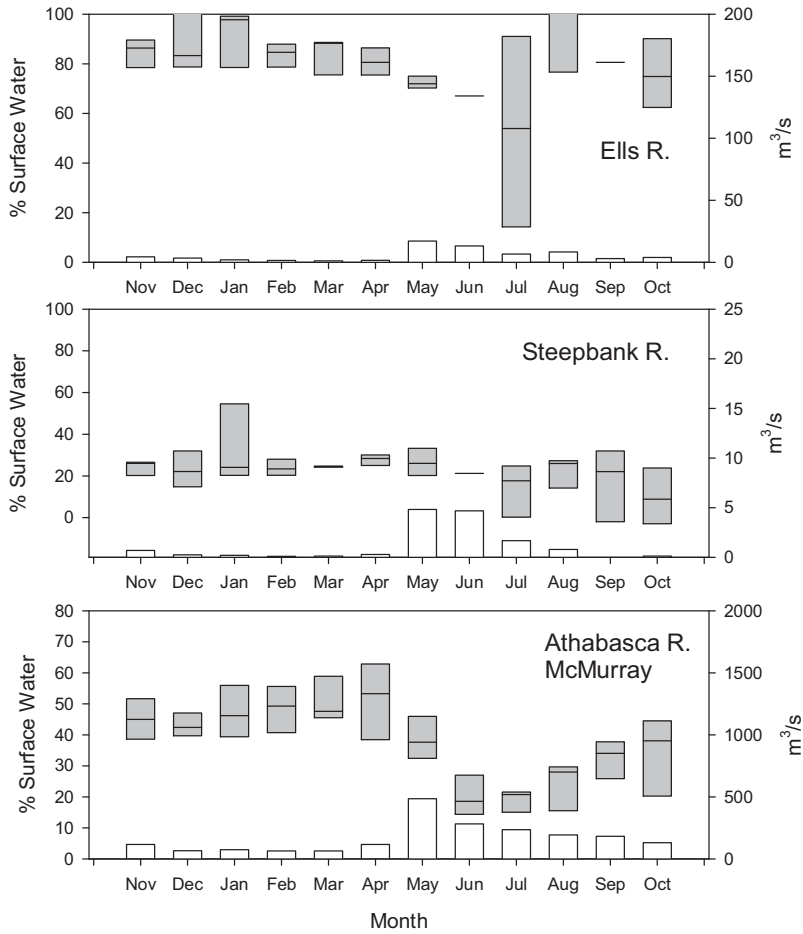 100
80
60
40
20
0
% Surface Water
200
150
100
50
0
m³/s
Ells R.
Nov Dec Jan Feb Mar Apr May Jun Jul Aug Sep Oct
100
80
60
40
20
0
% Surface Water
25
20
15
10
5
0
m³/s
Steepbank R.
Nov Dec Jan Feb Mar Apr May Jun Jul Aug Sep Oct
80
70
60
50
40
30
20
10
0
% Surface Water
2000
1500
1000
500
0
m³/s
Athabasca R.
McMurray
Nov Dec Jan Feb Mar Apr May Jun Jul Aug Sep Oct
Month